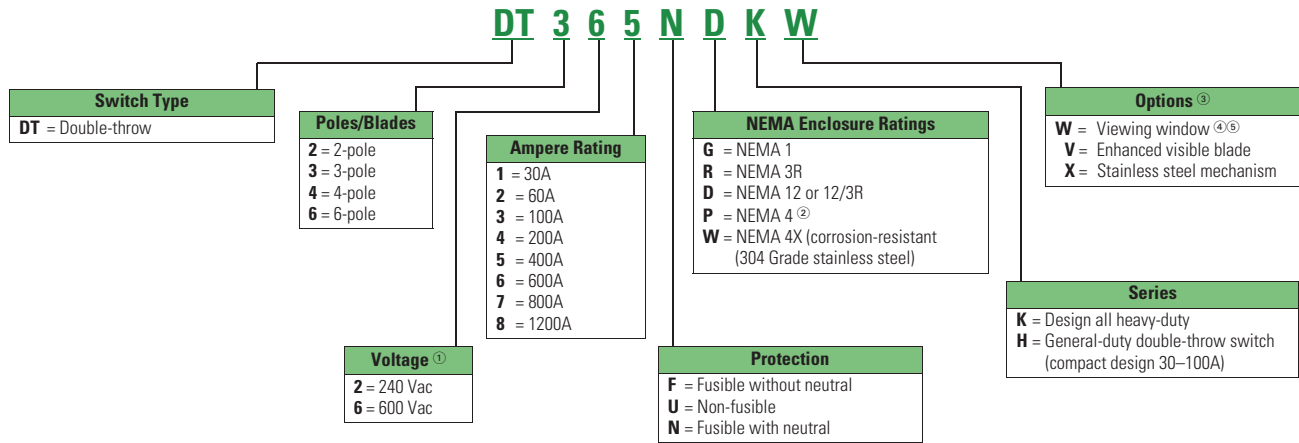 DT 3 6 5 N D K W
Switch Type
DT = Double-throw
Poles/Blades
2 = 2-pole
3 = 3-pole
4 = 4-pole
6 = 6-pole
Voltage ①
2 = 240 Vac
6 = 600 Vac
Ampere Rating
1 = 30A
2 = 60A
3 = 100A
4 = 200A
5 = 400A
6 = 600A
7 = 800A
8 = 1200A
Protection
F = Fusible without neutral
U = Non-fusible
N = Fusible with neutral
NEMA Enclosure Ratings
G = NEMA 1
R = NEMA 3R
D = NEMA 12 or 12/3R
P = NEMA 4 ②
W = NEMA 4X (corrosion-resistant
(304 Grade stainless steel)
Series
K = Design all heavy-duty
H = General-duty double-throw switch
(compact design 30–100A)
Options ③
W = Viewing window ④⑤
V = Enhanced visible blade
X = Stainless steel mechanism